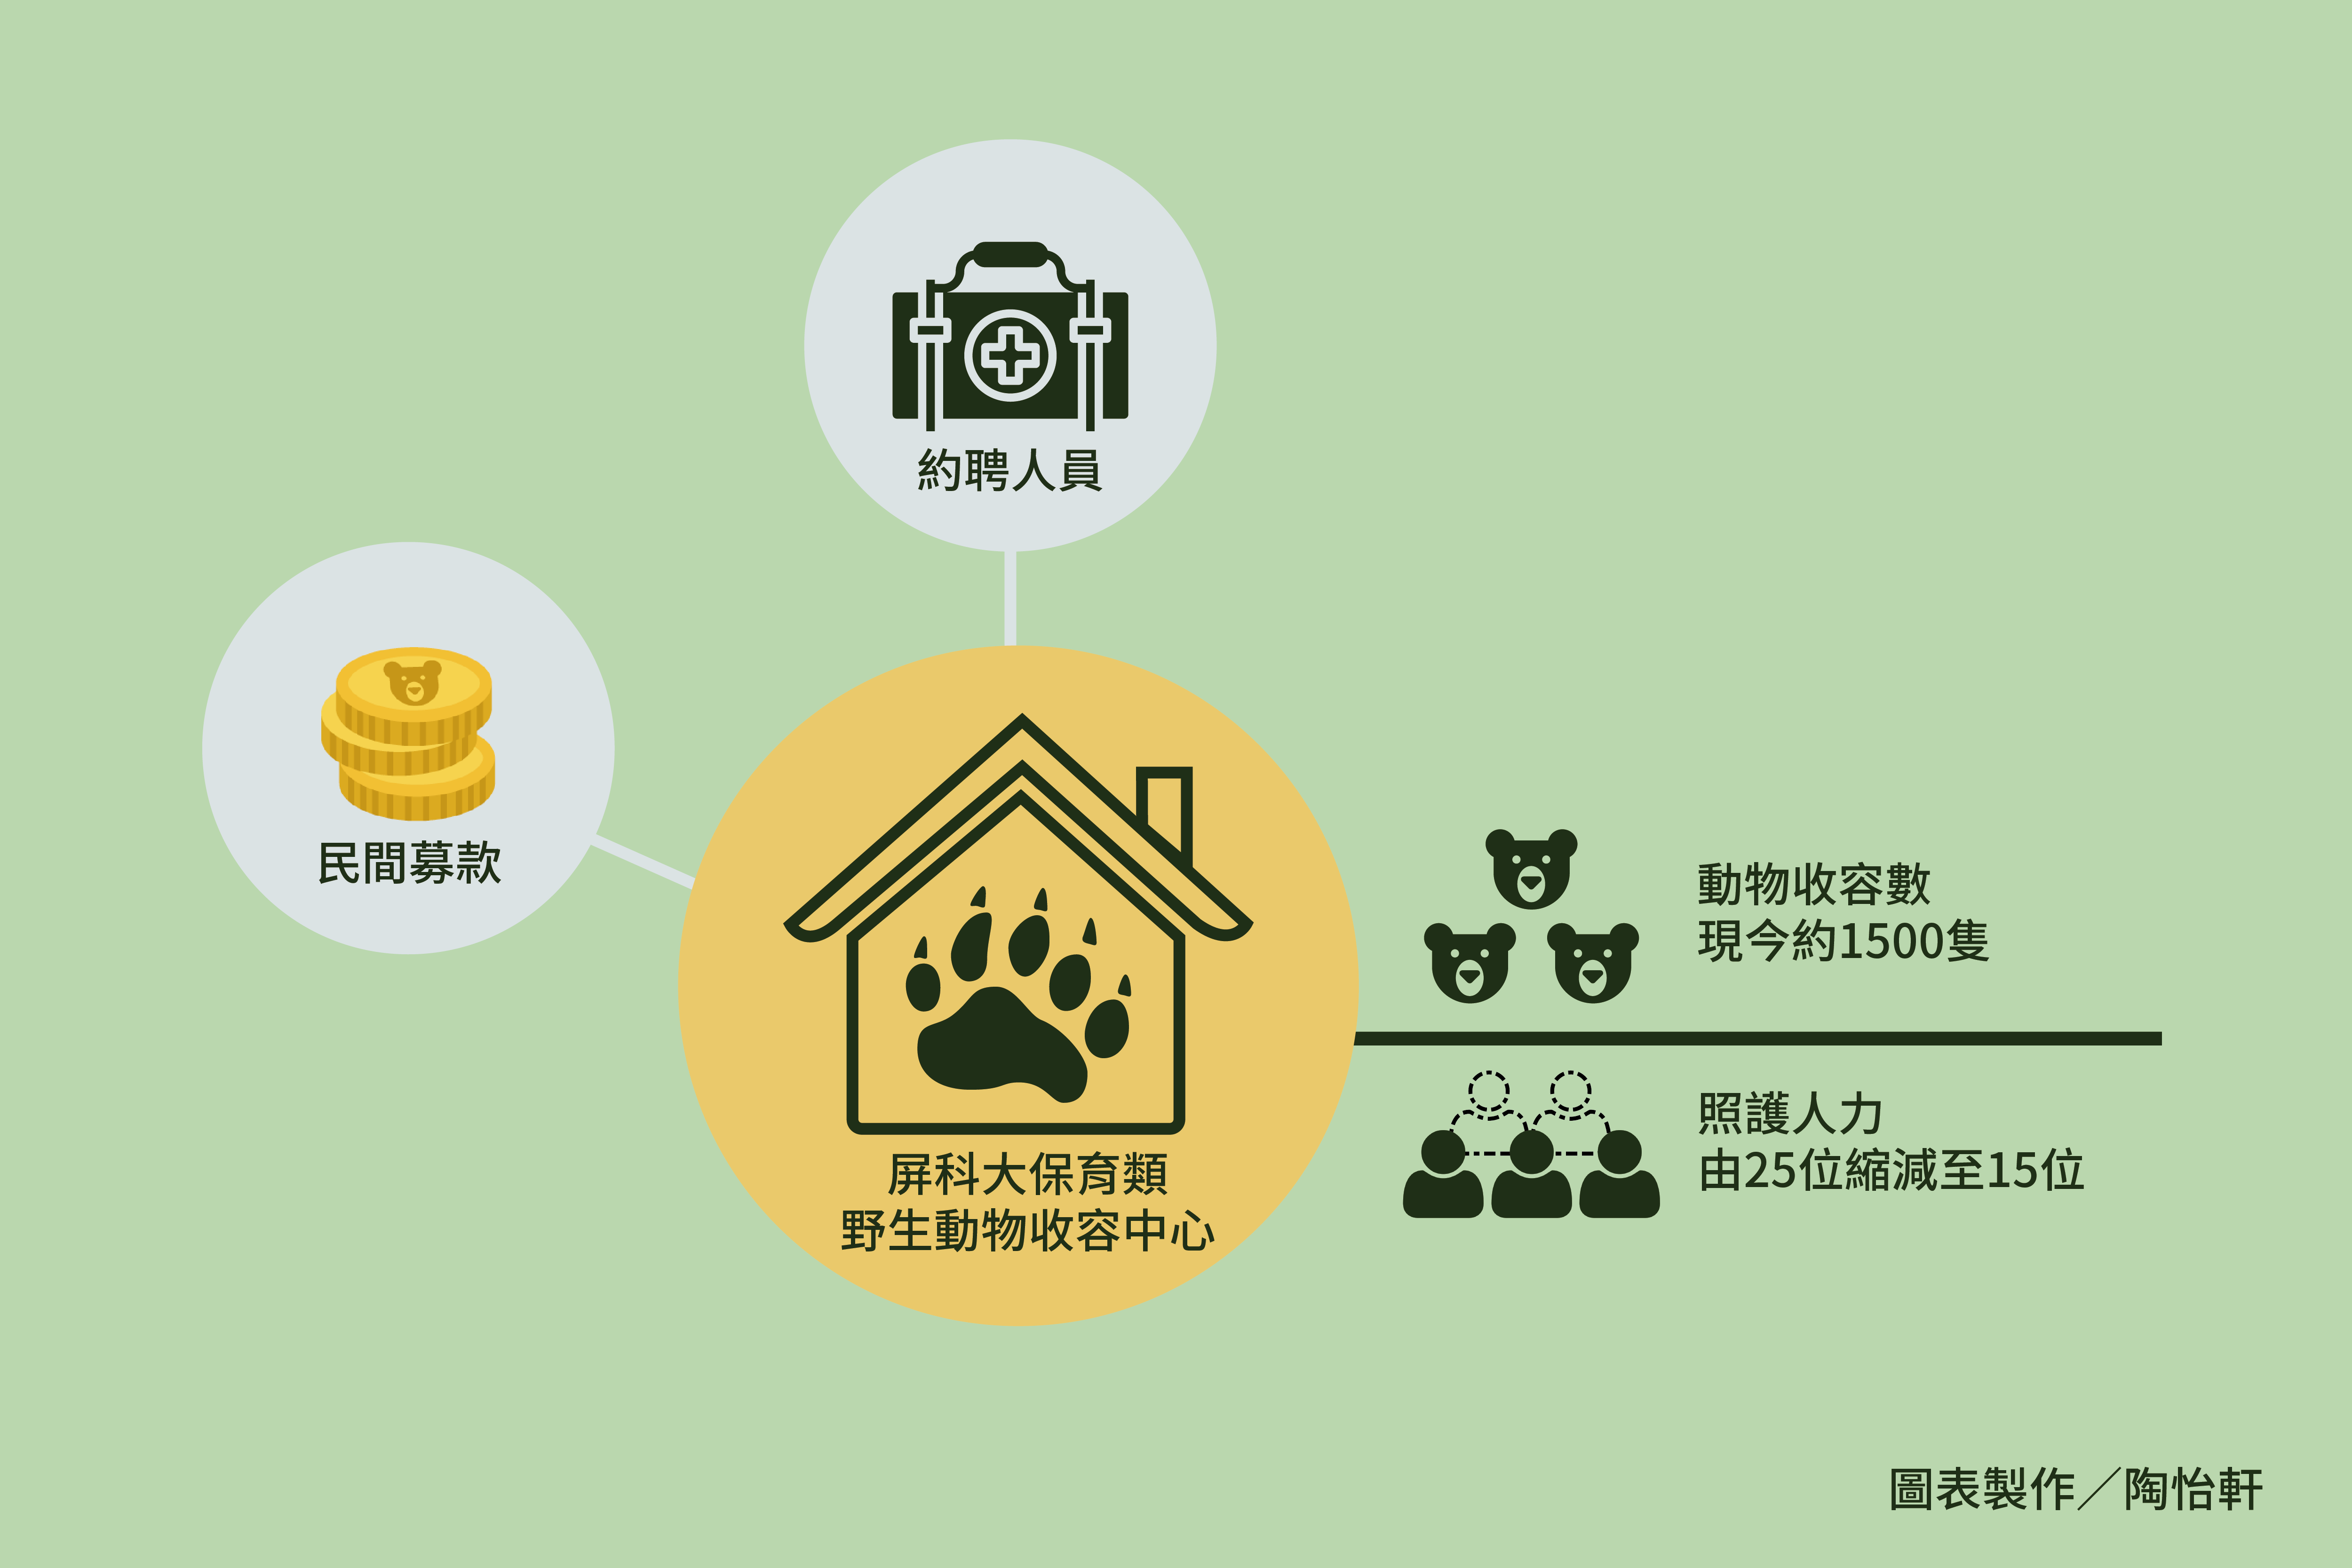 約聘人員
民間募款
屏科大保育類
野生動物收容中心
動物收容數
現今約1500隻
照護人力
由25位縮減至15位
圖表製作／陶怡軒